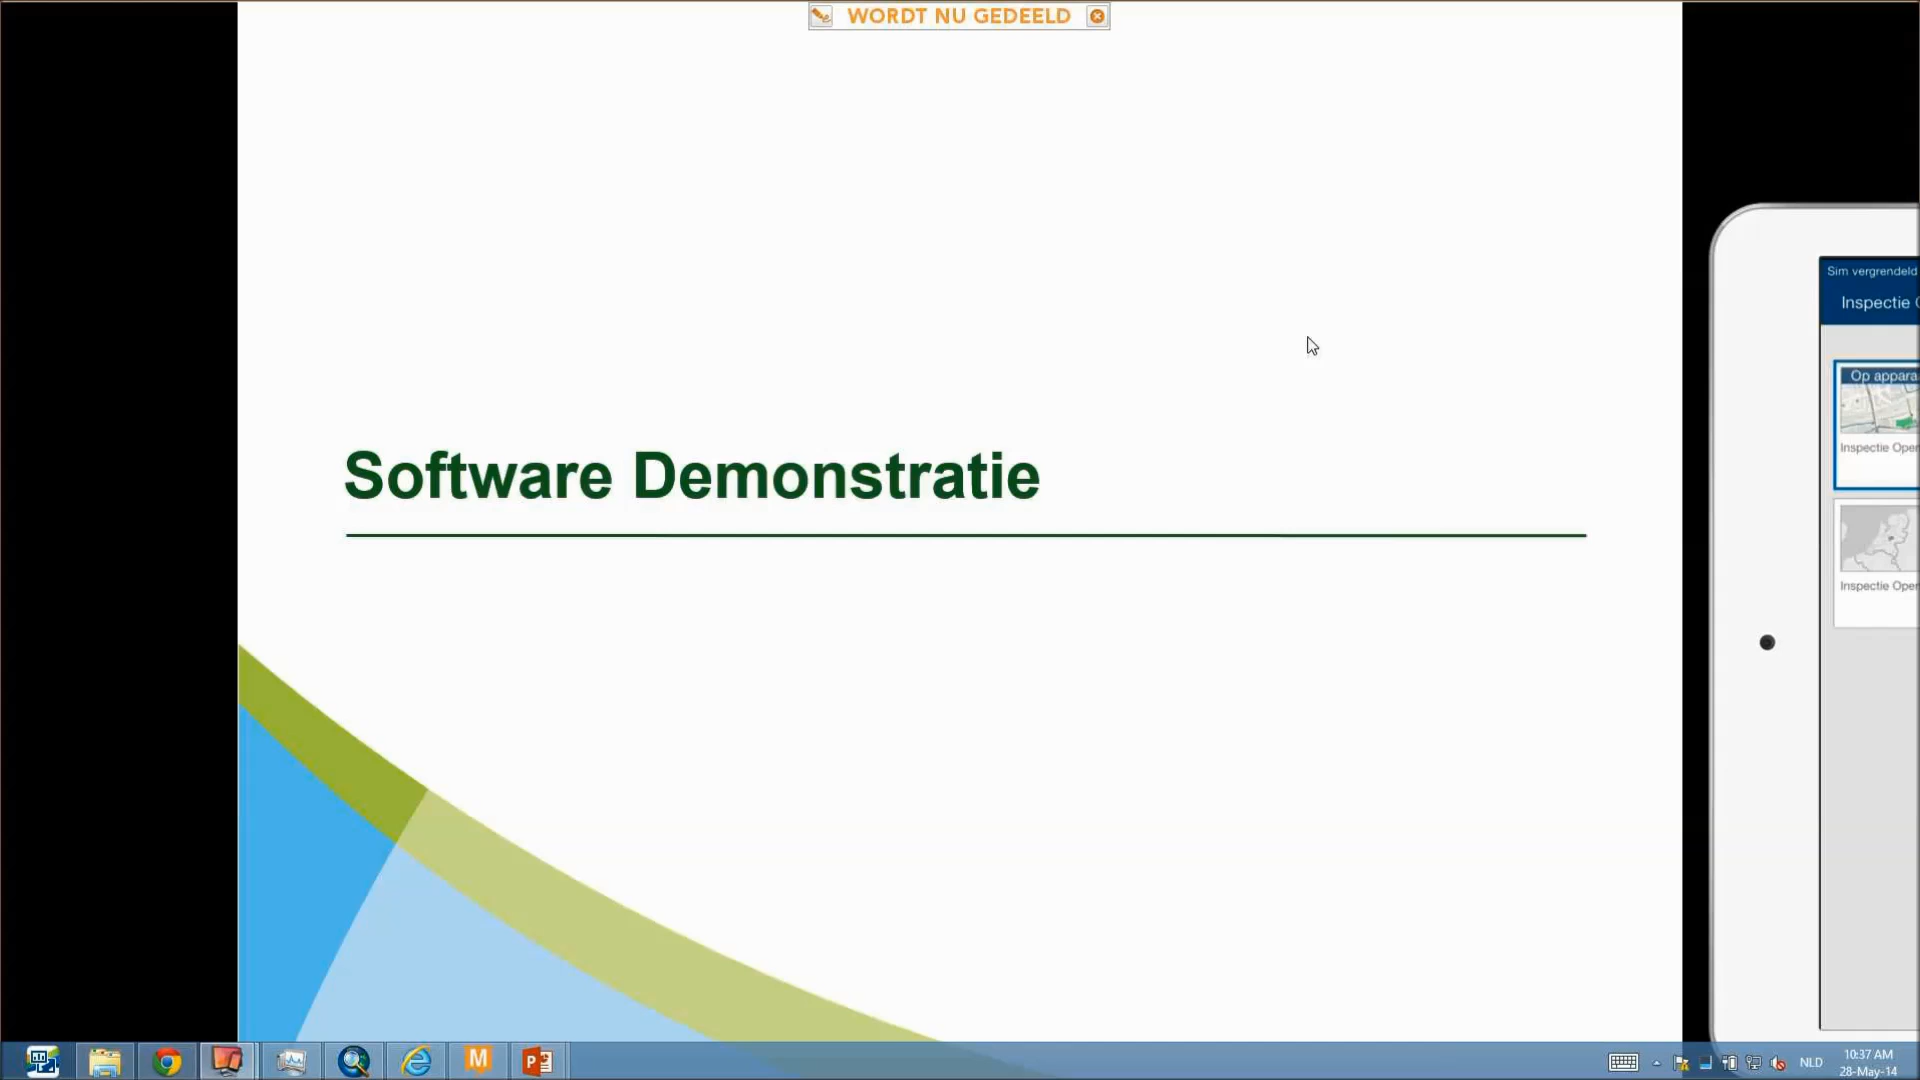 WORDT NU GEDEELD
Sim vergrendeld
Inspectie
Op appara
Inspectie Oper
Software Demonstratie
Inspectie Oper
M
P
NLD
10:37 AM
28-May-14